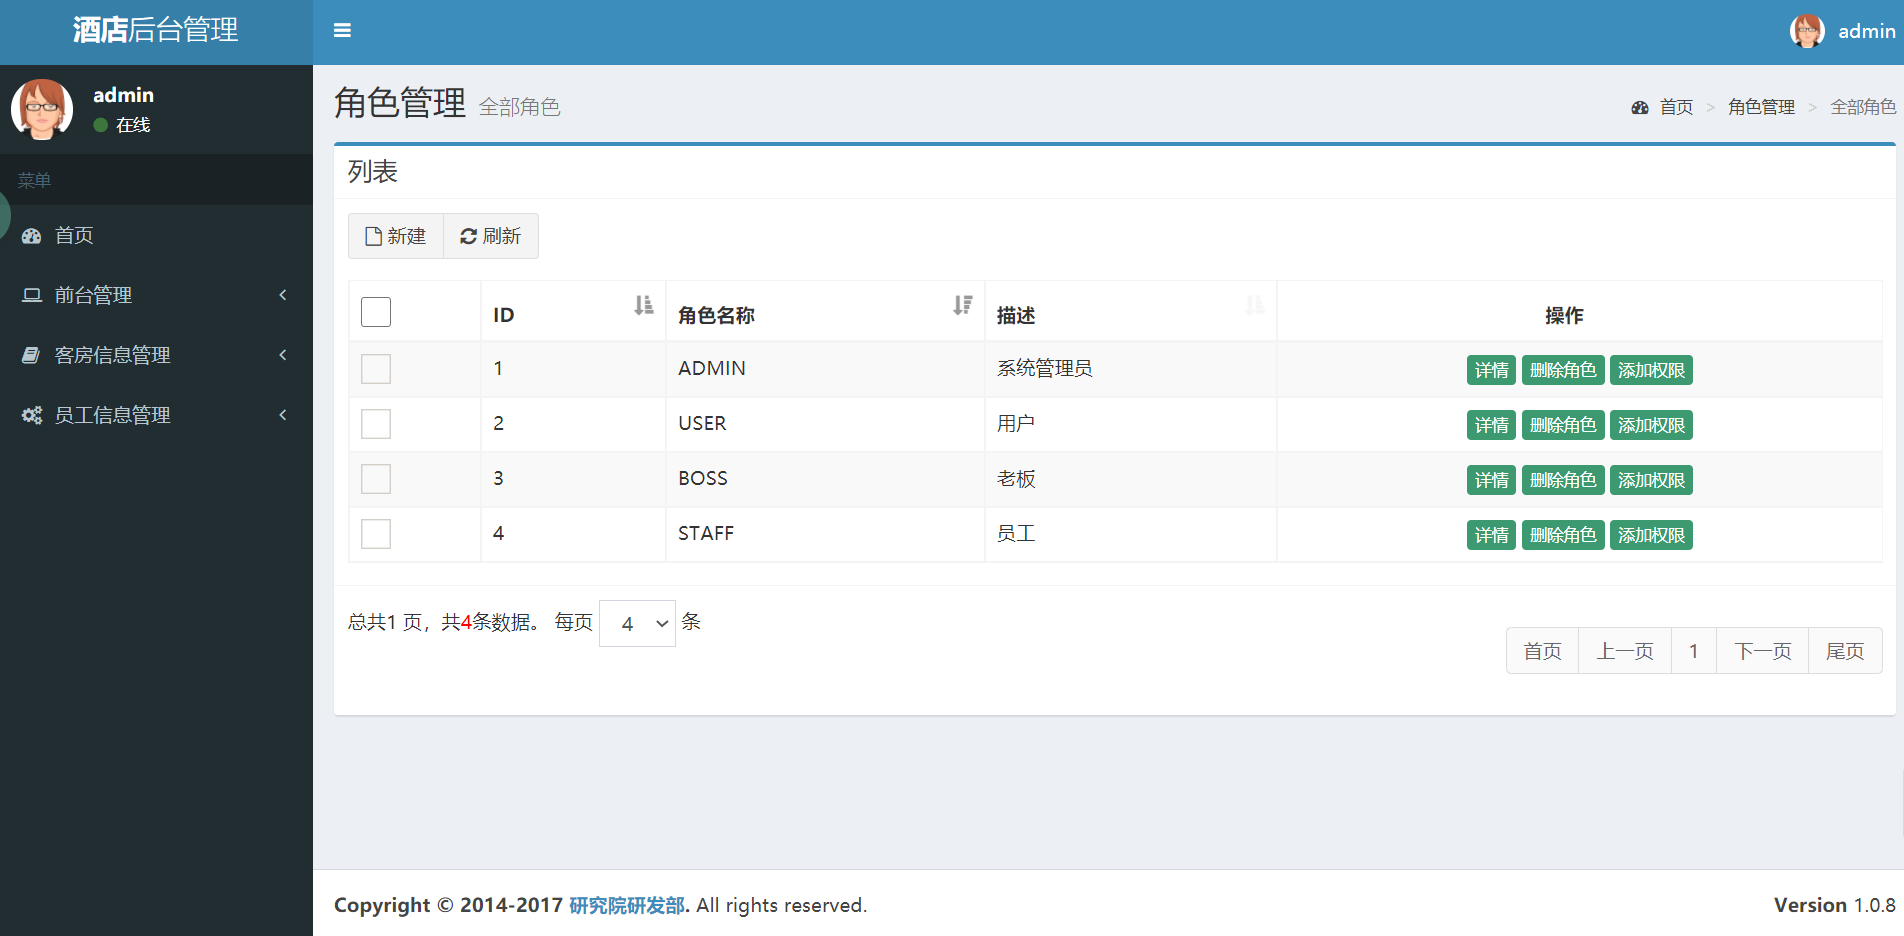 酒店后台管理
admin
admin
在线
菜单
首页
前台管理
客房信息管理
员工信息管理
角色管理 全部角色
首页 > 角色管理 > 全部角色
列表
新建 刷新
ID 角色名称 描述 操作
1 ADMIN 系统管理员 详情 删除角色 添加权限
2 USER 用户 详情 删除角色 添加权限
3 BOSS 老板 详情 删除角色 添加权限
4 STAFF 员工 详情 删除角色 添加权限
总共1 页，共4条数据。 每页 4 条
首页 上一页 1 下一页 尾页
Copyright © 2014-2017 研究院研发部. All rights reserved.
Version 1.0.8